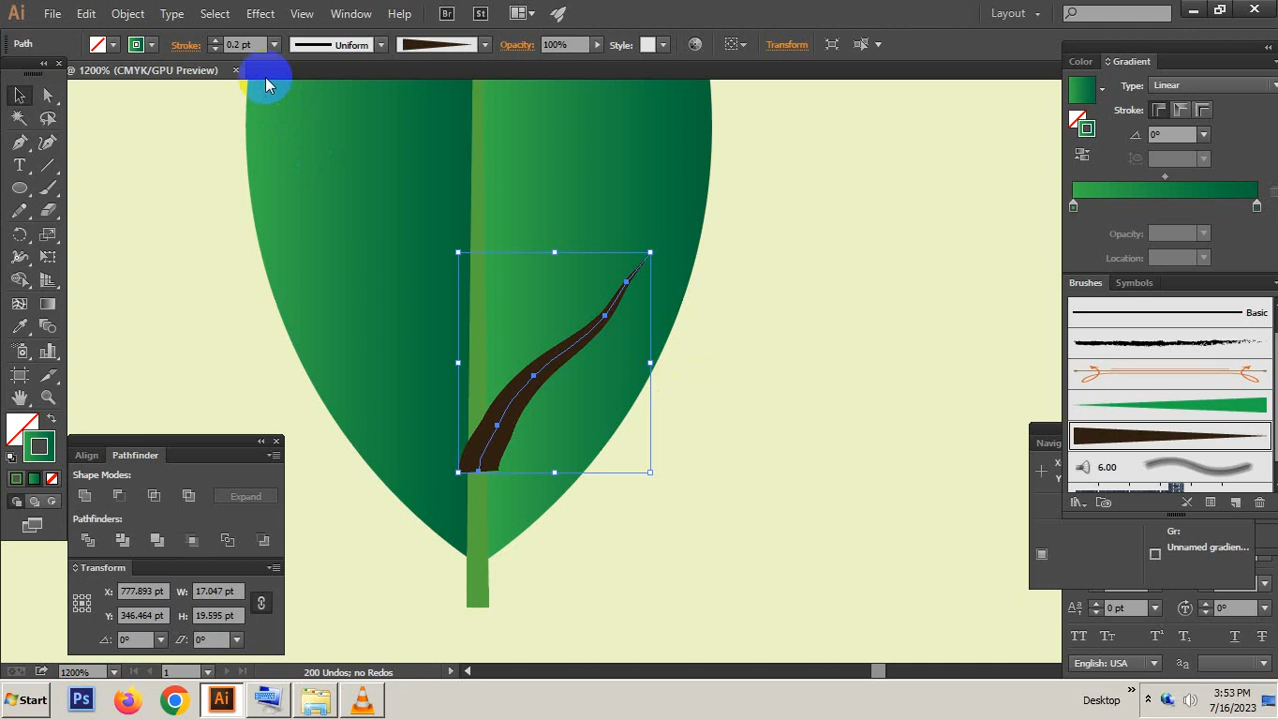 Ai File Edit Object Type Select Effect View Window Help Br St Layout
Path Stroke: 0.2 pt Uniform Opacity: 100% Style: Transform
@ 1200% (CMYK/GPU Preview) ×
Color Gradient
Type: Linear
Stroke:
0°
Opacity:
Location:
Brushes Symbols
Basic
6.00
Align Pathfinder
Shape Modes:
Expand
Pathfinders:
Transform
X: 777.893 pt W: 17.047 pt
Y: 346.464 pt H: 19.595 pt
0° 0°
Navig
X
Y
Gr:
Unnamed gradien...
0 pt 0°
English: USA
1200% 1 200 Undos; no Redos
Start Ps Ai Desktop 3:53 PM
7/16/2023